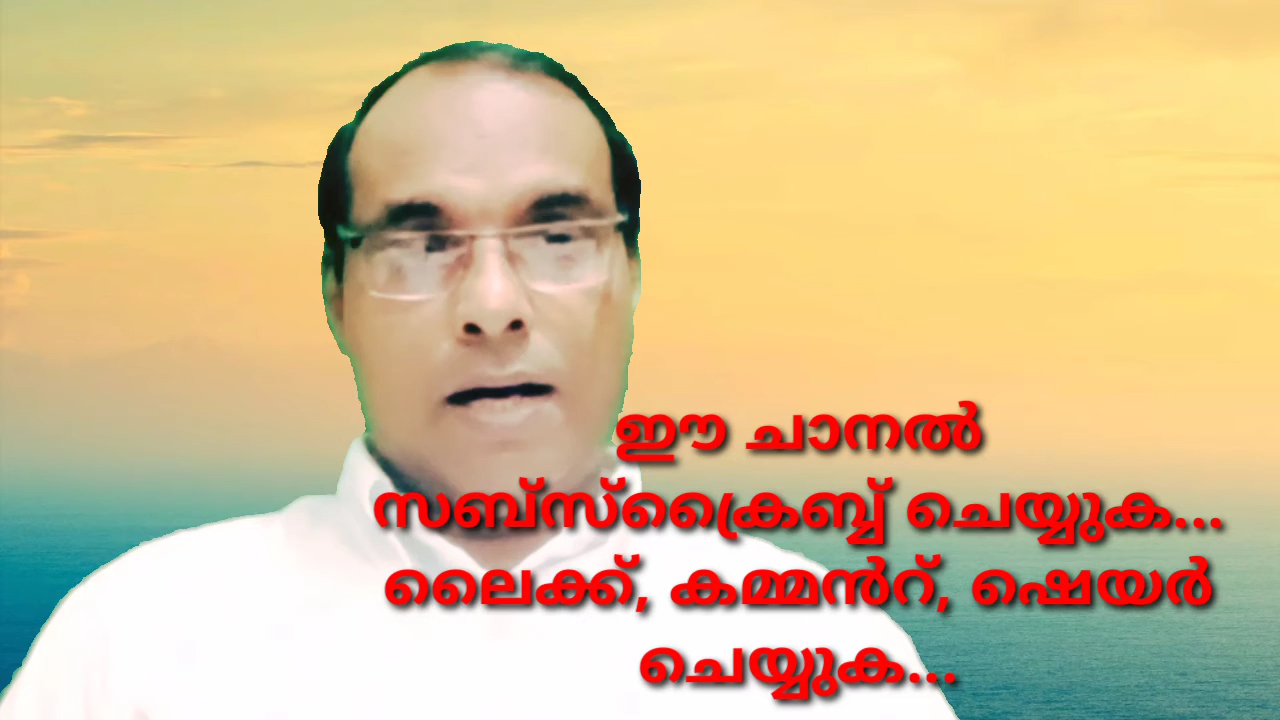 ഈ ചാനൽ
സബ്സ്ക്രൈബ്ബ് ചെയ്യുക...
ലൈക്ക്, കമ്മൻറ്, ഷെയർ
ചെയ്യുക...